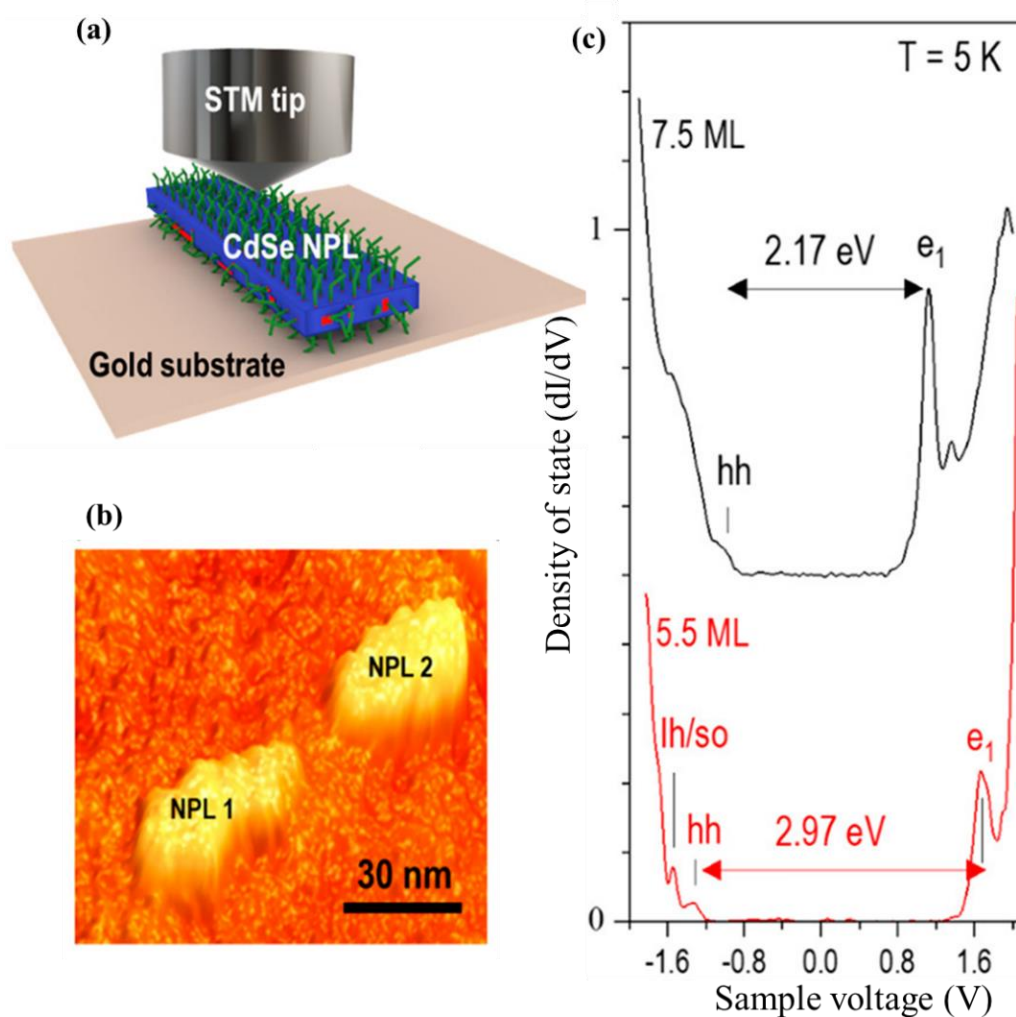 (a)
STM tip
CdSe NPL
Gold substrate
(b)
NPL 2
NPL 1
30 nm
(c)
T = 5 K
7.5 ML
1
2.17 eV
e1
hh
Density of state (dI/dV)
5.5 ML
lh/so
e1
hh
2.97 eV
0
-1.6 -0.8 0.0 0.8 1.6
Sample voltage (V)